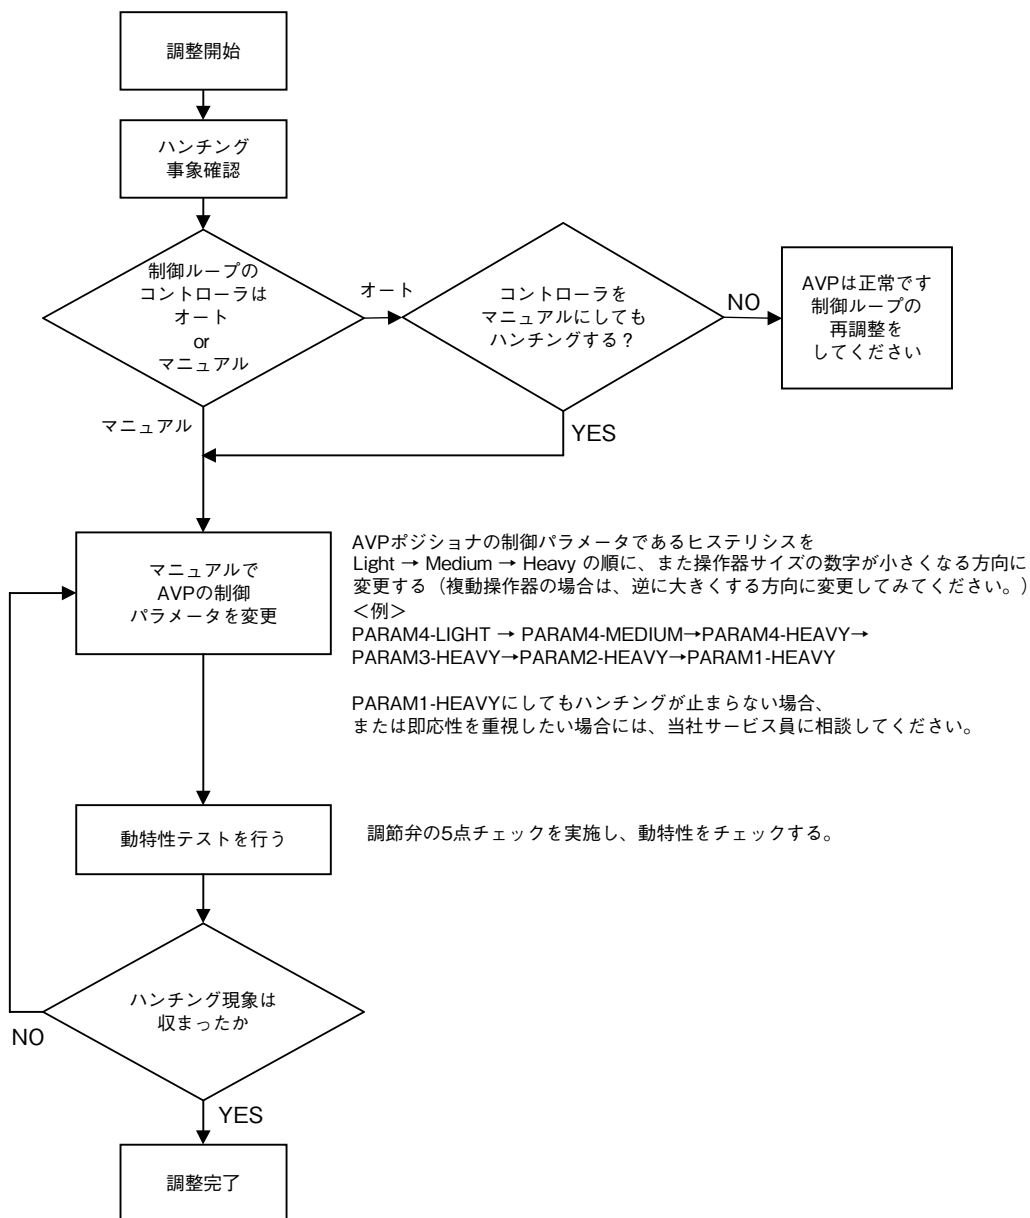 調整開始
ハンチング
事象確認
制御ループの
コントローラは
オート
or
マニュアル
オート
コントローラを
マニュアルにしても
ハンチングする？
NO
AVPは正常です
制御ループの
再調整を
してください
マニュアル
YES
マニュアルで
AVPの制御
パラメータを変更
AVPポジショナの制御パラメータであるヒステリシスを
Light → Medium → Heavy の順に、また操作器サイズの数字が小さくなる方向に
変更する（複動操作器の場合は、逆に大きくする方向に変更してみてください。）
＜例＞
PARAM4-LIGHT → PARAM4-MEDIUM→PARAM4-HEAVY→
PARAM3-HEAVY→PARAM2-HEAVY→PARAM1-HEAVY
PARAM1-HEAVYにしてもハンチングが止まらない場合、
または即応性を重視したい場合には、当社サービス員に相談してください。
動特性テストを行う
調節弁の5点チェックを実施し、動特性をチェックする。
ハンチング現象は
収まったか
NO
YES
調整完了